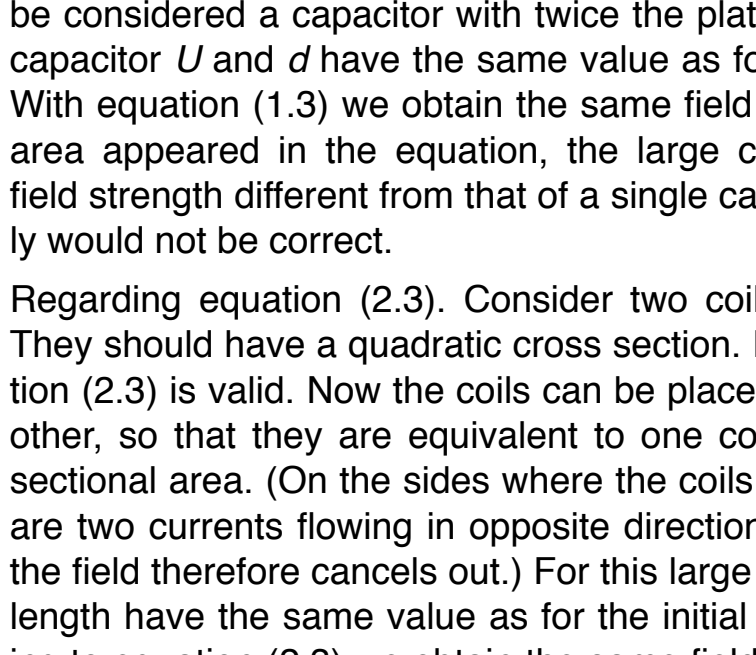 be considered a capacitor with twice the plat
capacitor U and d have the same value as fo
With equation (1.3) we obtain the same field
area appeared in the equation, the large c
field strength different from that of a single ca
ly would not be correct.
Regarding equation (2.3). Consider two coil
They should have a quadratic cross section.
tion (2.3) is valid. Now the coils can be place
other, so that they are equivalent to one co
sectional area. (On the sides where the coils
are two currents flowing in opposite direction
the field therefore cancels out.) For this large
length have the same value as for the initial